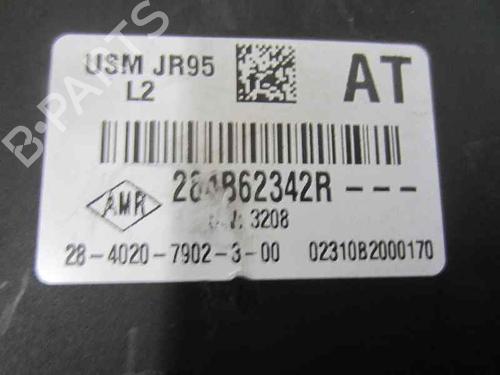 USM JR95
L2
AT
AMR
284B62342R---
3208
28-4020-7902-3-00
02310B2000170
B-PARTS